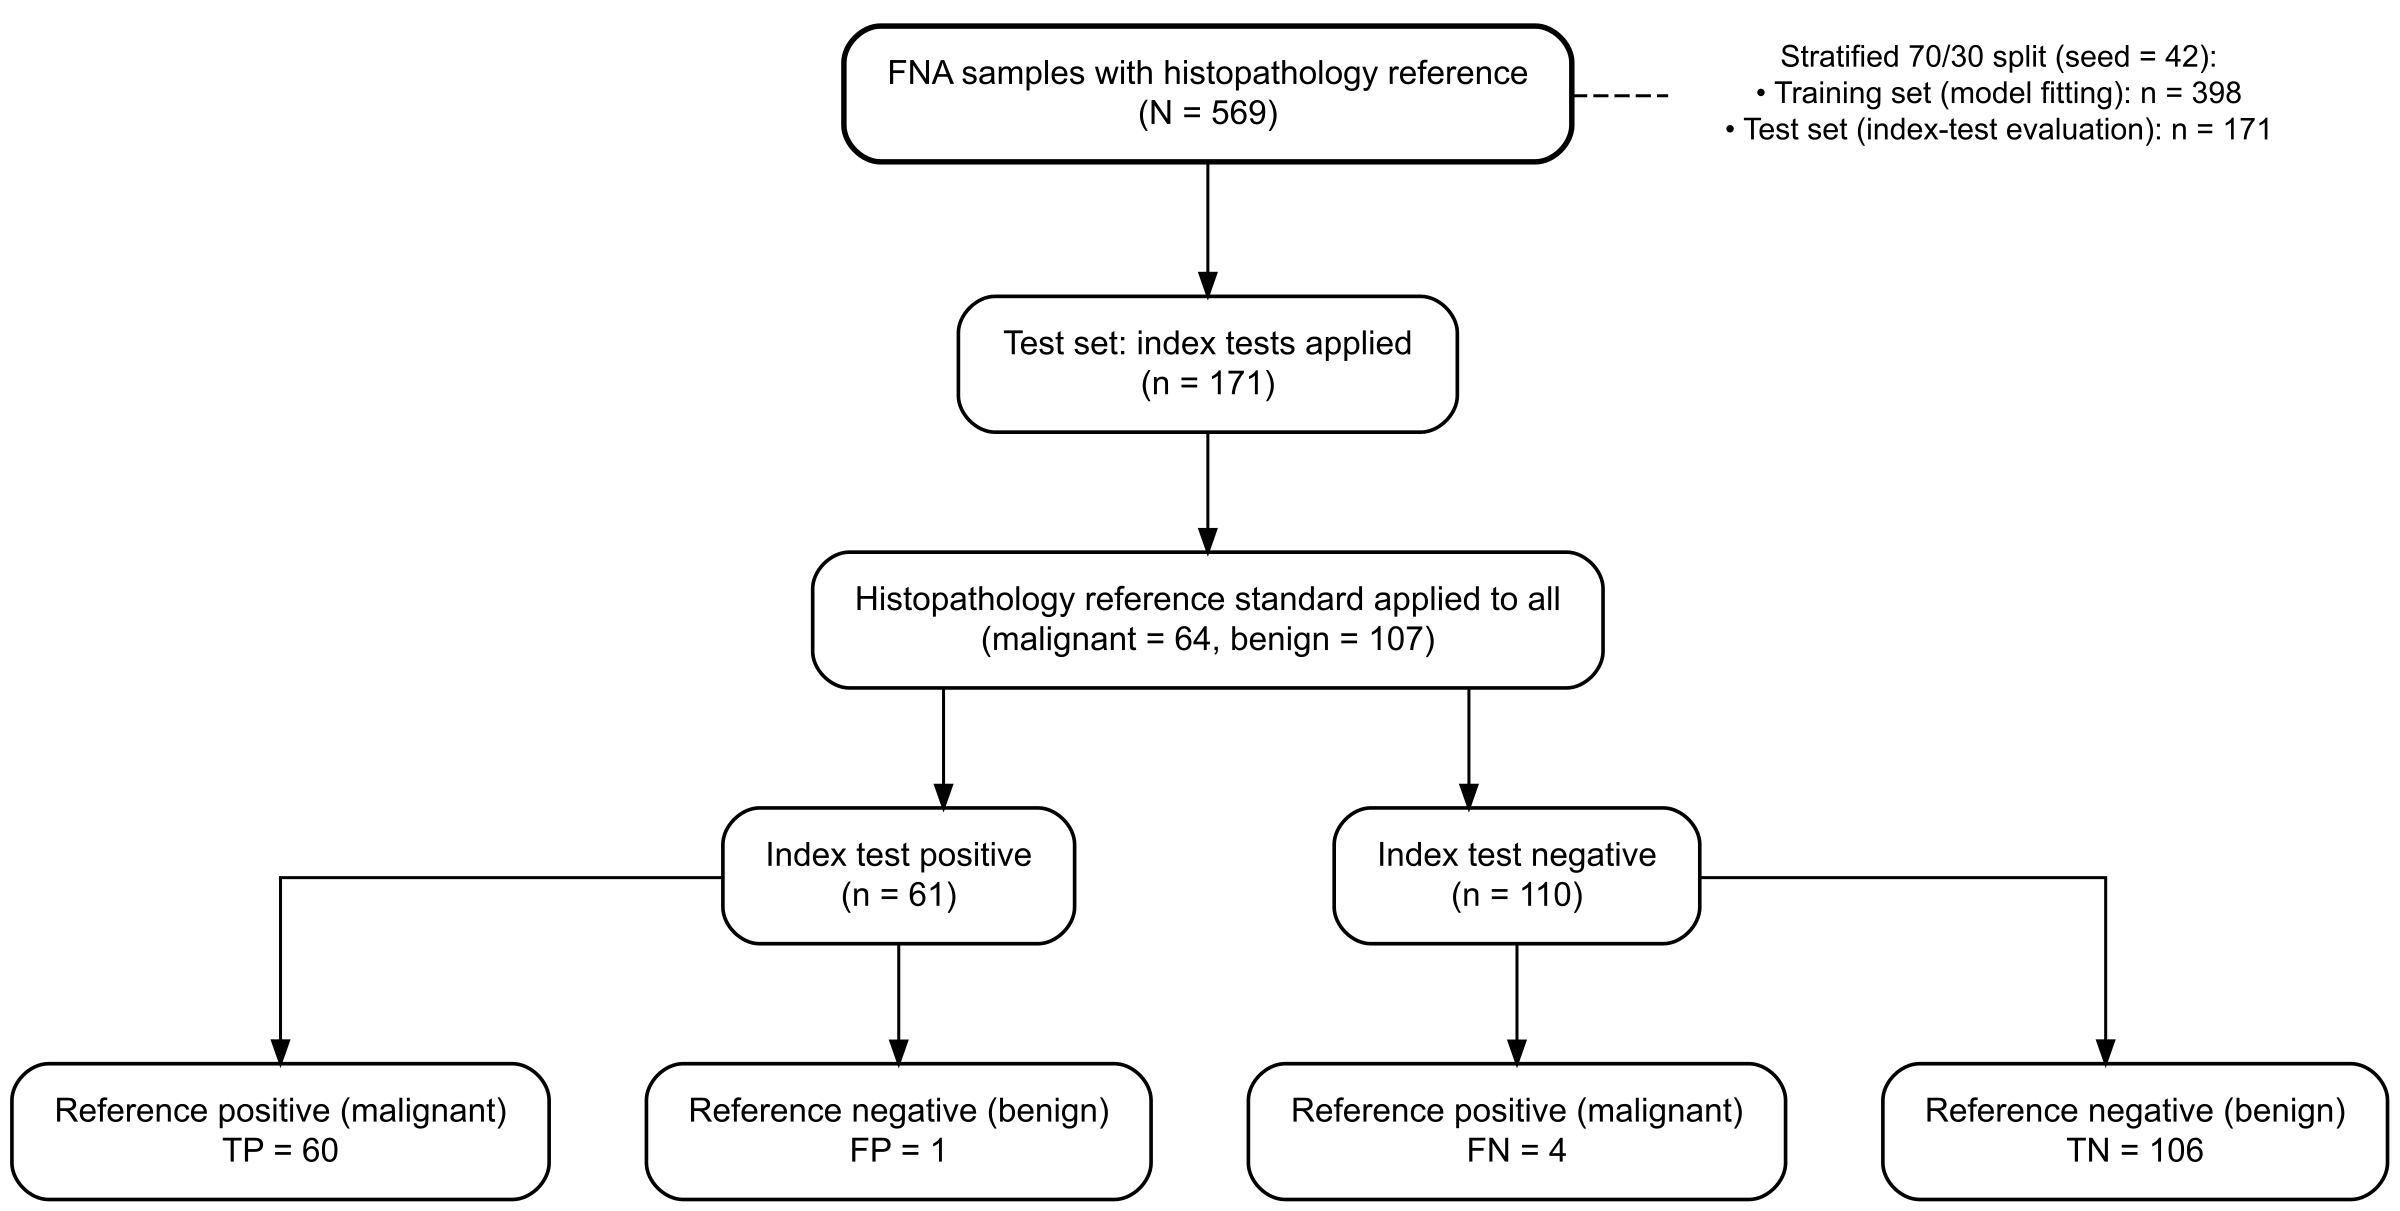 FNA samples with histopathology reference
(N = 569)
Stratified 70/30 split (seed = 42):
• Training set (model fitting): n = 398
• Test set (index-test evaluation): n = 171
Test set: index tests applied
(n = 171)
Histopathology reference standard applied to all
(malignant = 64, benign = 107)
Index test positive
(n = 61)
Index test negative
(n = 110)
Reference positive (malignant)
TP = 60
Reference negative (benign)
FP = 1
Reference positive (malignant)
FN = 4
Reference negative (benign)
TN = 106